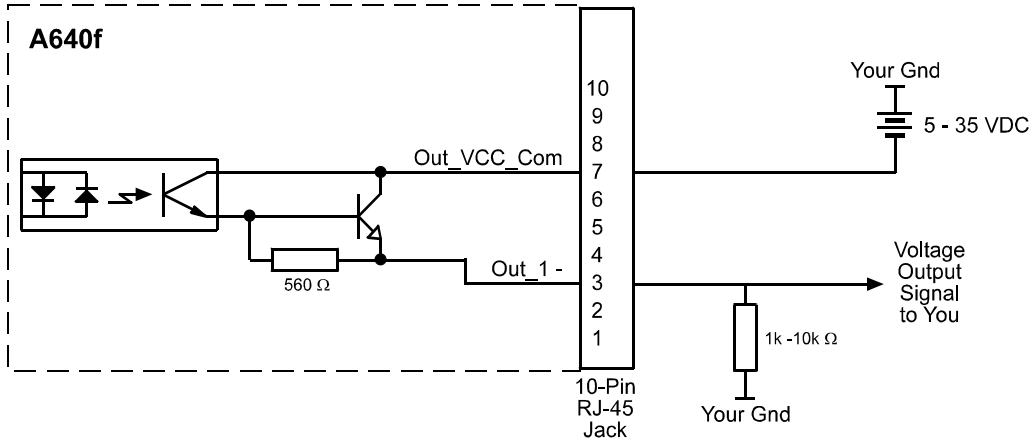 A640f
Your Gnd
5 - 35 VDC
10
9
8
7
6
5
4
3
2
1
Out_VCC_Com
Out_1 -
560 Ω
Voltage
Output
Signal
to You
1k -10k Ω
Your Gnd
10-Pin
RJ-45
Jack